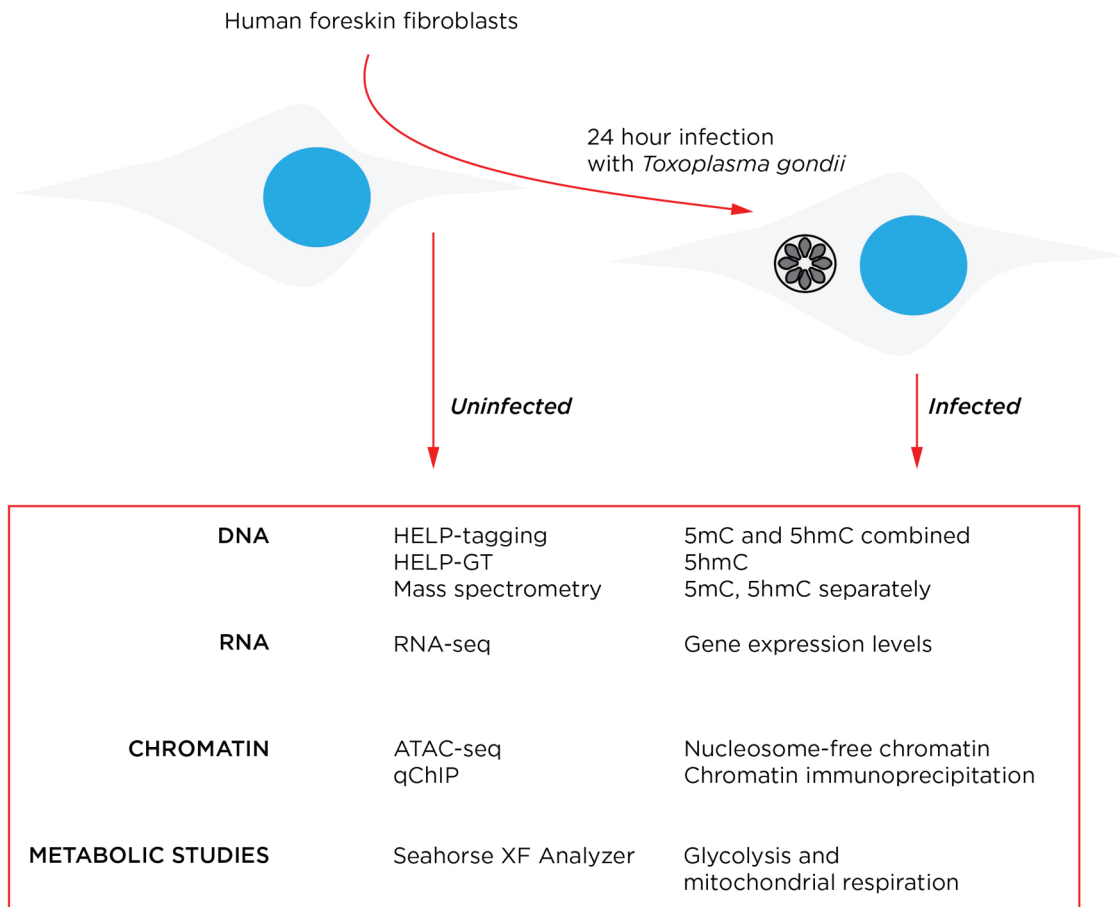 Human foreskin fibroblasts
24 hour infection
with Toxoplasma gondii
Uninfected
Infected
DNA
HELP-tagging
5mC and 5hmC combined
HELP-GT
5hmC
Mass spectrometry
5mC, 5hmC separately
RNA
RNA-seq
Gene expression levels
CHROMATIN
ATAC-seq
Nucleosome-free chromatin
qChIP
Chromatin immunoprecipitation
METABOLIC STUDIES
Seahorse XF Analyzer
Glycolysis and
mitochondrial respiration